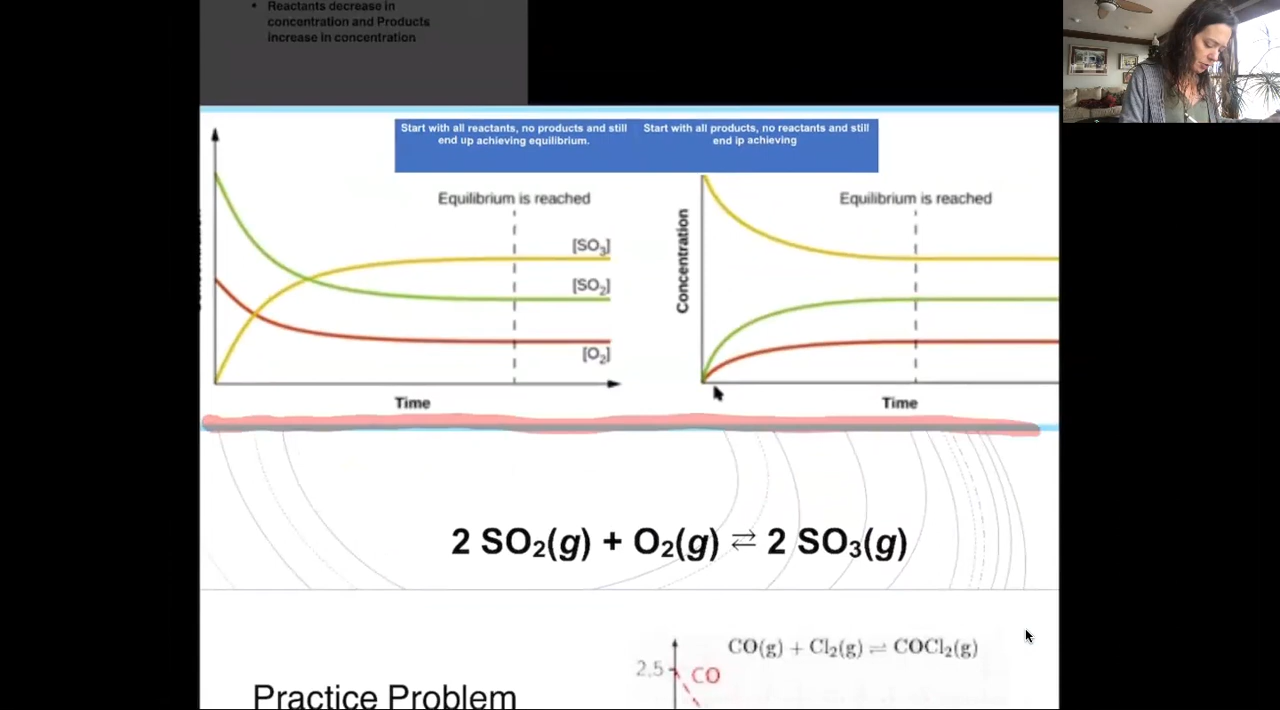 • Reactants decrease in
concentration and Products
increase in concentration
Start with all reactants, no products and still
end up achieving equilibrium.
Start with all products, no reactants and still
end ip achieving
Equilibrium is reached
[SO₃]
[SO₂]
[O₂]
Time
Equilibrium is reached
Concentration
Time
2 SO₂(g) + O₂(g) ⇄ 2 SO₃(g)
Practice Problem
CO(g) + Cl₂(g) ⇌ COCl₂(g)
2,5
CO